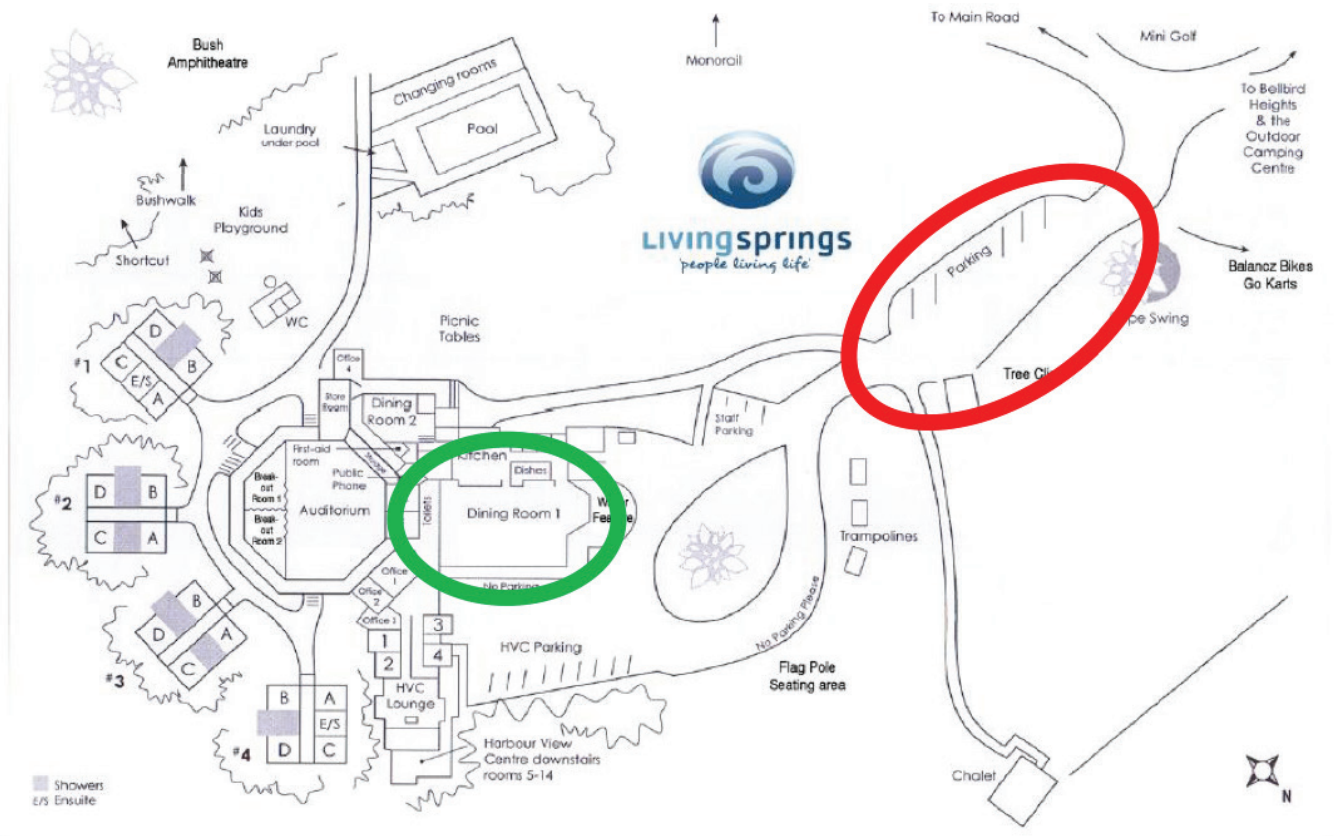 Bush
Amphitheatre
Monorail
To Main Road
Mini Golf
To Bellbird
Heights
& the
Outdoor
Camping
Centre
Changing rooms
Pool
Laundry
under pool
Bushwalk
Shortcut
Kids
Playground
WC
Livingsprings
'people living life'
Parking
Balancz Bikes
Go Karts
Swing
Tree
Picnic
Tables
#1
D
C
B
E/S
A
Office
4
Store
Room
Dining
Room 2
Staff
Parking
First-aid
room
Storage
Public
Phone
Kitchen
Dishes
#2
D
B
C
A
Break-
out
Room 1
Break-
out
Room 2
Auditorium
Toilets
Dining Room 1
Feature
Trampolines
Office
1
Office
2
Office 3
No Parking
No Parking Please
#3
B
D
A
C
1
2
3
4
HVC Parking
Flag Pole
Seating area
HVC
Lounge
#4
B
A
E/S
D
C
Harbour View
Centre downstairs
rooms 5-14
Chalet
Showers
E/S Ensuite
N